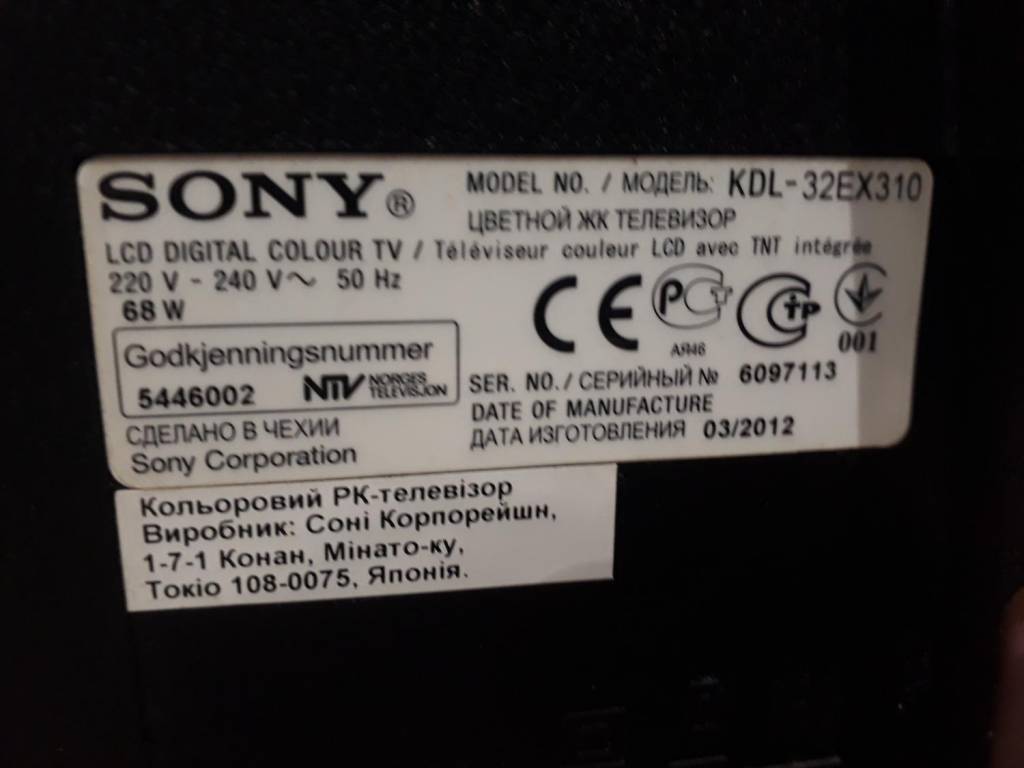 SONY®
MODEL NO. / МОДЕЛЬ: KDL-32EX310
ЦВЕТНОЙ ЖК ТЕЛЕВИЗОР
LCD DIGITAL COLOUR TV / Téléviseur couleur LCD avec TNT intégrée
220 V - 240 V~ 50 Hz
68 W
CE
РСТ
СТР
АЯ46
001
Godkjenningsnummer
5446002 NTV NORGES TELEVISJON
SER. NO. / СЕРИЙНЫЙ № 6097113
DATE OF MANUFACTURE
ДАТА ИЗГОТОВЛЕНИЯ 03/2012
СДЕЛАНО В ЧЕХИИ
Sony Corporation
Кольоровий РК-телевізор
Виробник: Соні Корпорейшн,
1-7-1 Конан, Мінато-ку,
Токіо 108-0075, Японія.